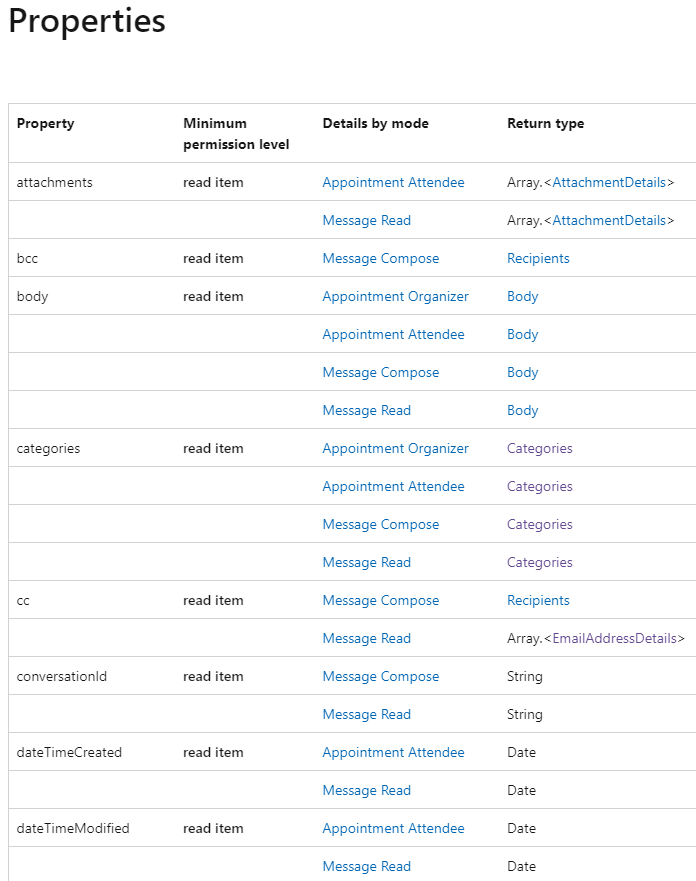 Properties
Property Minimum permission level Details by mode Return type
attachments read item Appointment Attendee Array.<AttachmentDetails>
Message Read Array.<AttachmentDetails>
bcc read item Message Compose Recipients
body read item Appointment Organizer Body
Appointment Attendee Body
Message Compose Body
Message Read Body
categories read item Appointment Organizer Categories
Appointment Attendee Categories
Message Compose Categories
Message Read Categories
cc read item Message Compose Recipients
Message Read Array.<EmailAddressDetails>
conversationId read item Message Compose String
Message Read String
dateTimeCreated read item Appointment Attendee Date
Message Read Date
dateTimeModified read item Appointment Attendee Date
Message Read Date